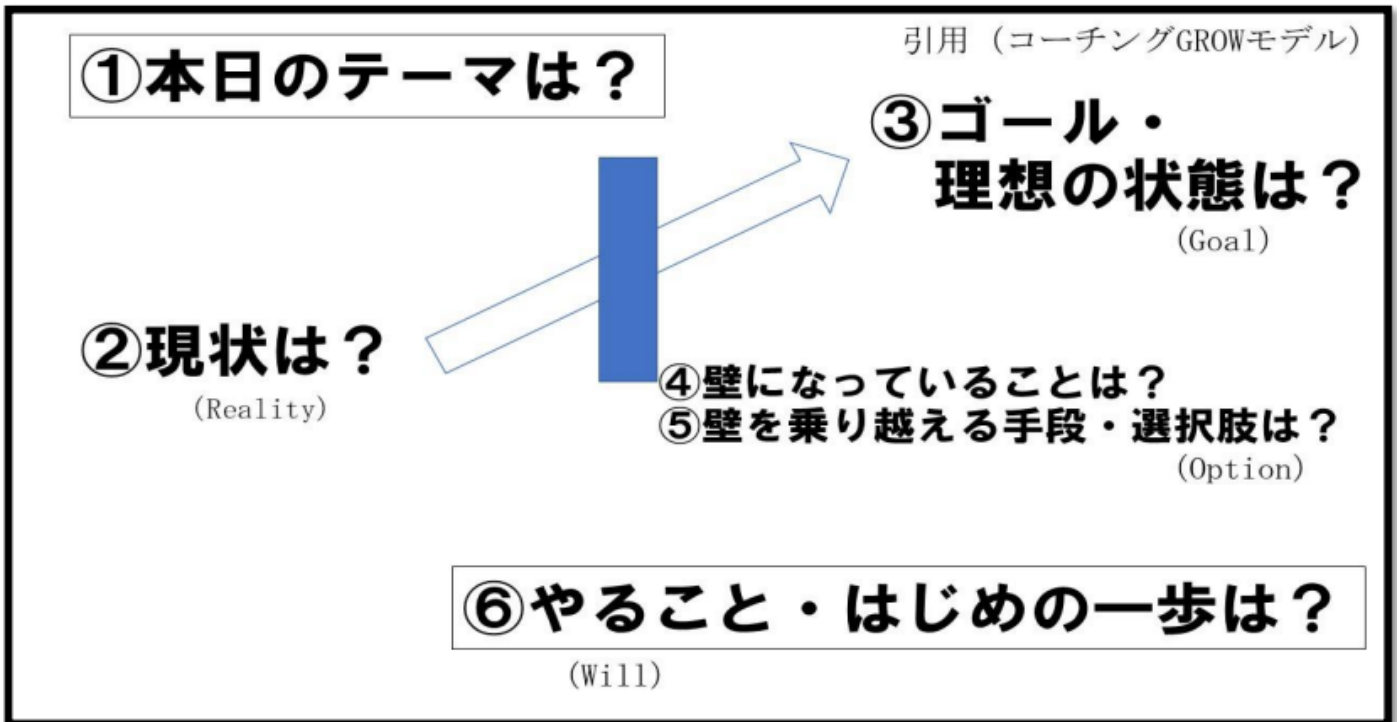 引用（コーチングGROWモデル）
①本日のテーマは？
②現状は？
(Reality)
③ゴール・
理想の状態は？
(Goal)
④壁になっていることは？
⑤壁を乗り越える手段・選択肢は？
(Option)
⑥やること・はじめの一歩は？
(Will)